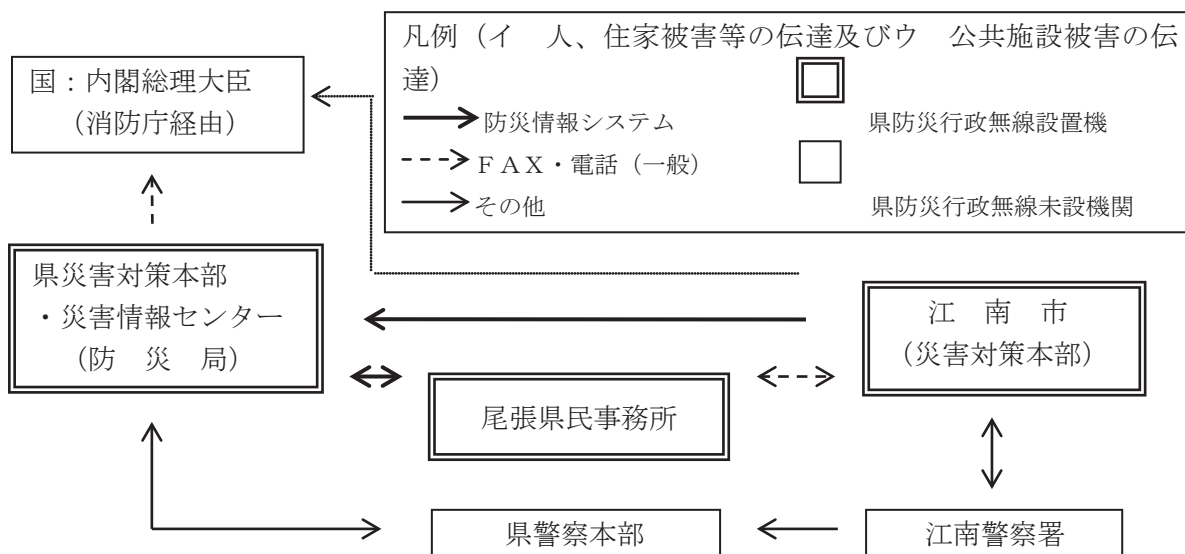 凡例（イ　人、住家被害等の伝達及びウ　公共施設被害の伝
達）
防災情報システム
県防災行政無線設置機
ＦＡＸ・電話（一般）
その他
県防災行政無線未設機関
国：内閣総理大臣
（消防庁経由）
県災害対策本部
・災害情報センター
（防　災　局）
江　南　市
（災害対策本部）
尾張県民事務所
県警察本部
江南警察署